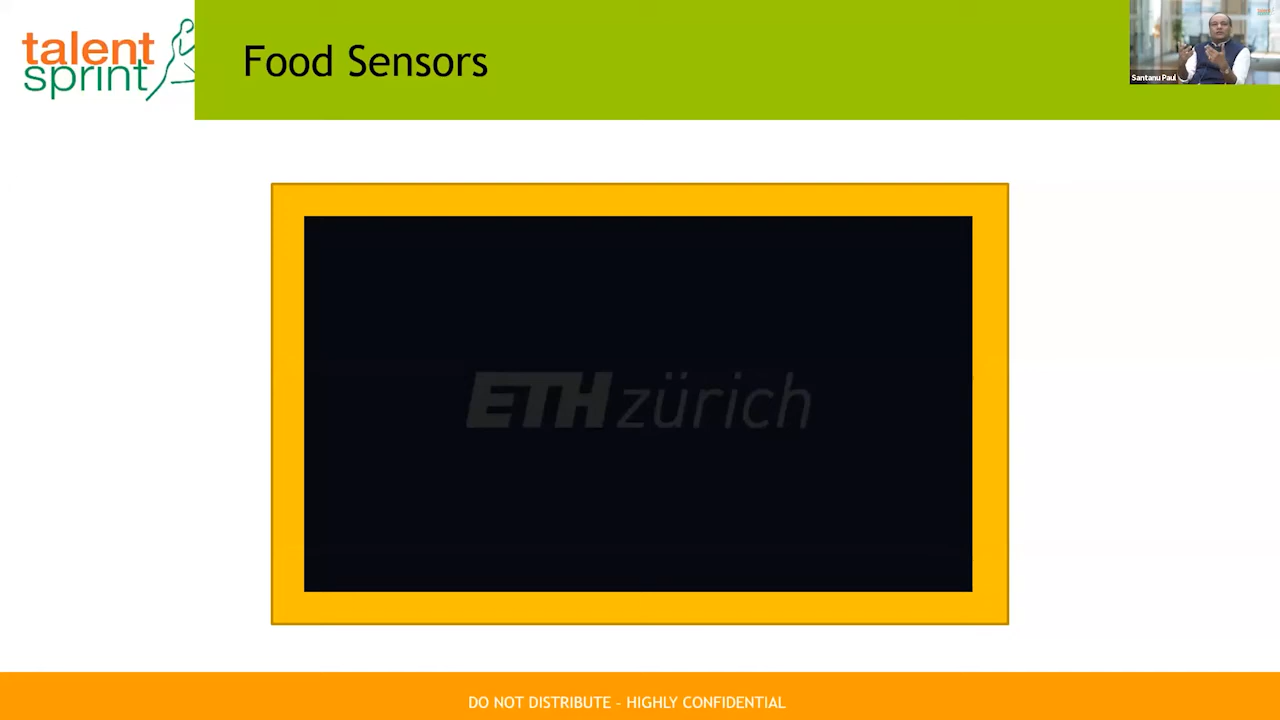 talent
sprint
Food Sensors
Santanu Paul
ETH zürich
DO NOT DISTRIBUTE - HIGHLY CONFIDENTIAL